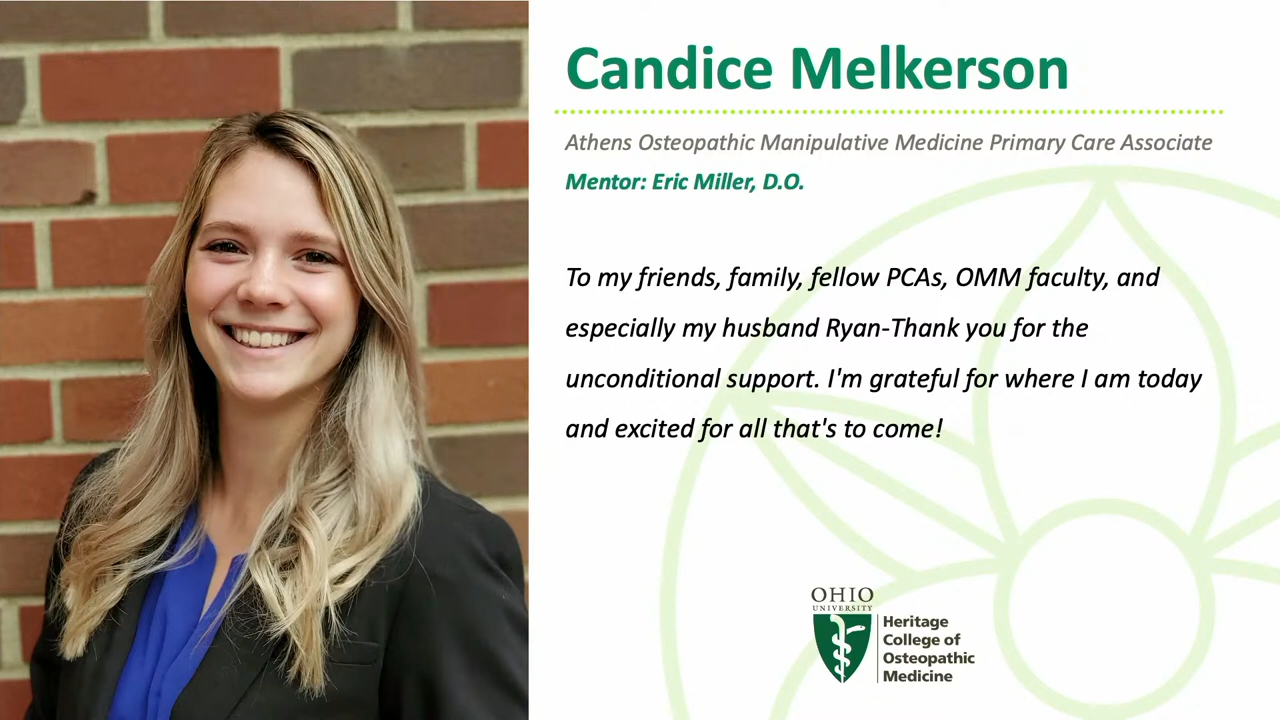 Candice Melkerson
Athens Osteopathic Manipulative Medicine Primary Care Associate
Mentor: Eric Miller, D.O.
To my friends, family, fellow PCAs, OMM faculty, and
especially my husband Ryan-Thank you for the
unconditional support. I'm grateful for where I am today
and excited for all that's to come!
OHIO
UNIVERSITY
Heritage
College of
Osteopathic
Medicine